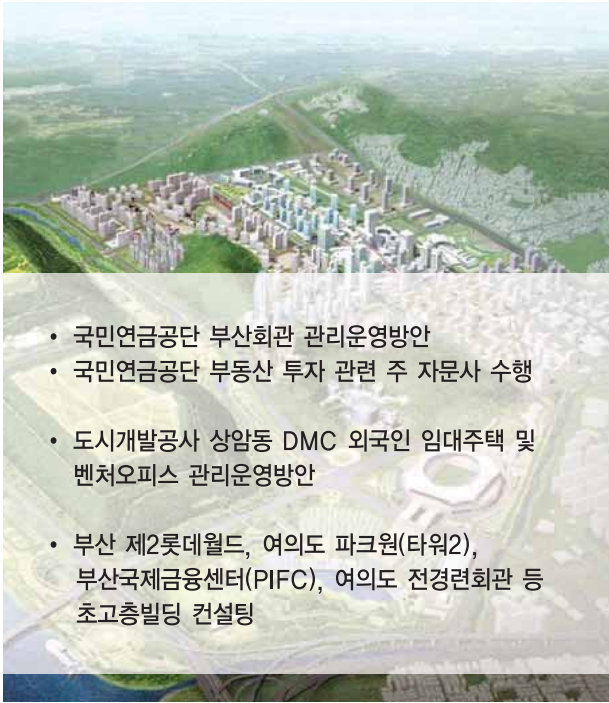 • 국민연금공단 부산회관 관리운영방안
• 국민연금공단 부동산 투자 관련 주 자문사 수행
• 도시개발공사 상암동 DMC 외국인 임대주택 및
벤처오피스 관리운영방안
• 부산 제2롯데월드, 여의도 파크원(타워2),
부산국제금융센터(PIFC), 여의도 전경련회관 등
초고층빌딩 컨설팅